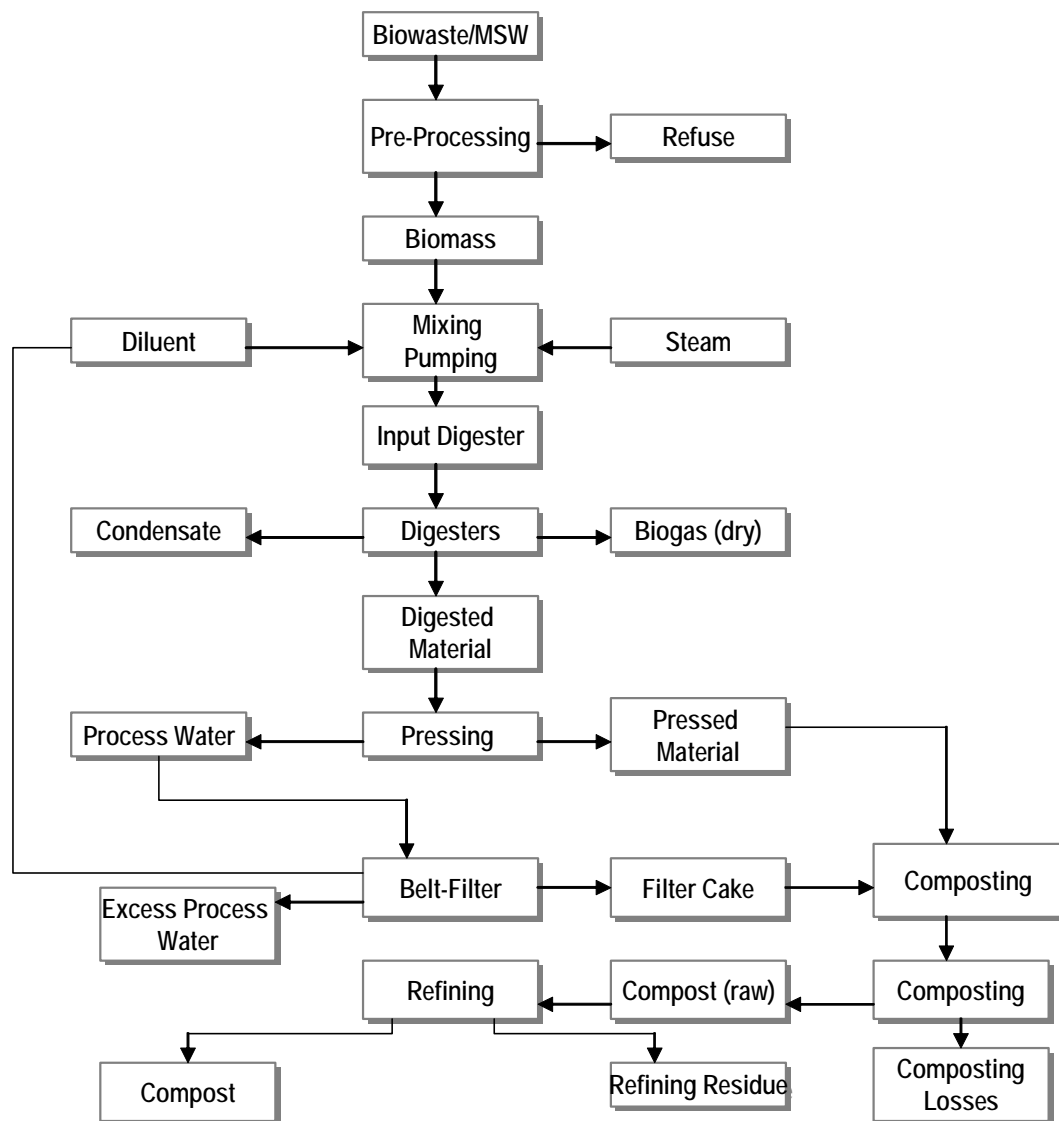 Biowaste/MSW
Pre-Processing
Refuse
Biomass
Diluent
Mixing
Pumping
Steam
Input Digester
Condensate
Digesters
Biogas (dry)
Digested
Material
Process Water
Pressing
Pressed
Material
Belt-Filter
Filter Cake
Composting
Excess Process
Water
Refining
Compost (raw)
Composting
Compost
Refining Residue
Composting
Losses